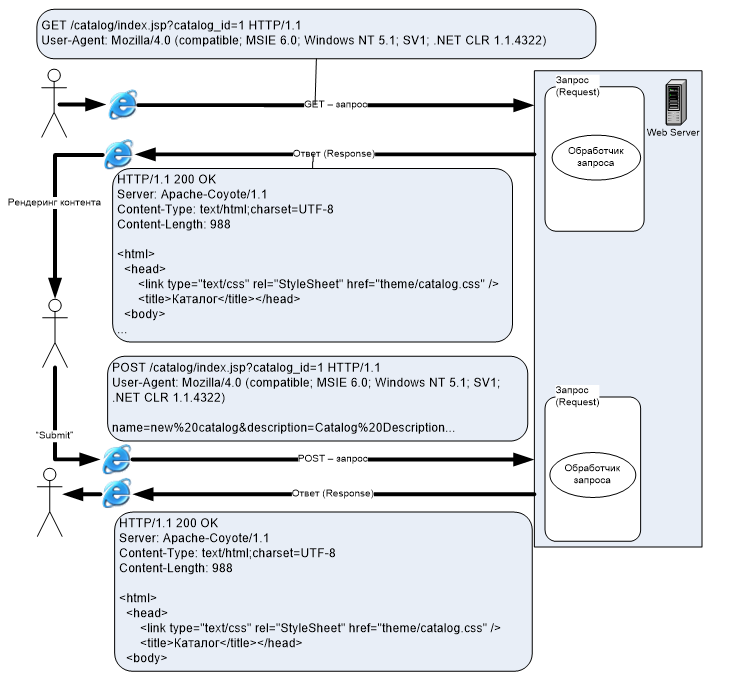 GET /catalog/index.jsp?catalog_id=1 HTTP/1.1
User-Agent: Mozilla/4.0 (compatible; MSIE 6.0; Windows NT 5.1; SV1; .NET CLR 1.1.4322)
GET – запрос
Запрос
(Request)
Web Server
Обработчик
запроса
Ответ (Response)
Рендеринг контента
HTTP/1.1 200 OK
Server: Apache-Coyote/1.1
Content-Type: text/html;charset=UTF-8
Content-Length: 988
<html>
<head>
<link type="text/css" rel="StyleSheet" href="theme/catalog.css" />
<title>Каталог</title></head>
<body>
...
POST /catalog/index.jsp?catalog_id=1 HTTP/1.1
User-Agent: Mozilla/4.0 (compatible; MSIE 6.0; Windows NT 5.1; SV1;
.NET CLR 1.1.4322)
name=new%20catalog&description=Catalog%20Description...
"Submit"
POST – запрос
Запрос
(Request)
Обработчик
запроса
Ответ (Response)
HTTP/1.1 200 OK
Server: Apache-Coyote/1.1
Content-Type: text/html;charset=UTF-8
Content-Length: 988
<html>
<head>
<link type="text/css" rel="StyleSheet" href="theme/catalog.css" />
<title>Каталог</title></head>
<body>